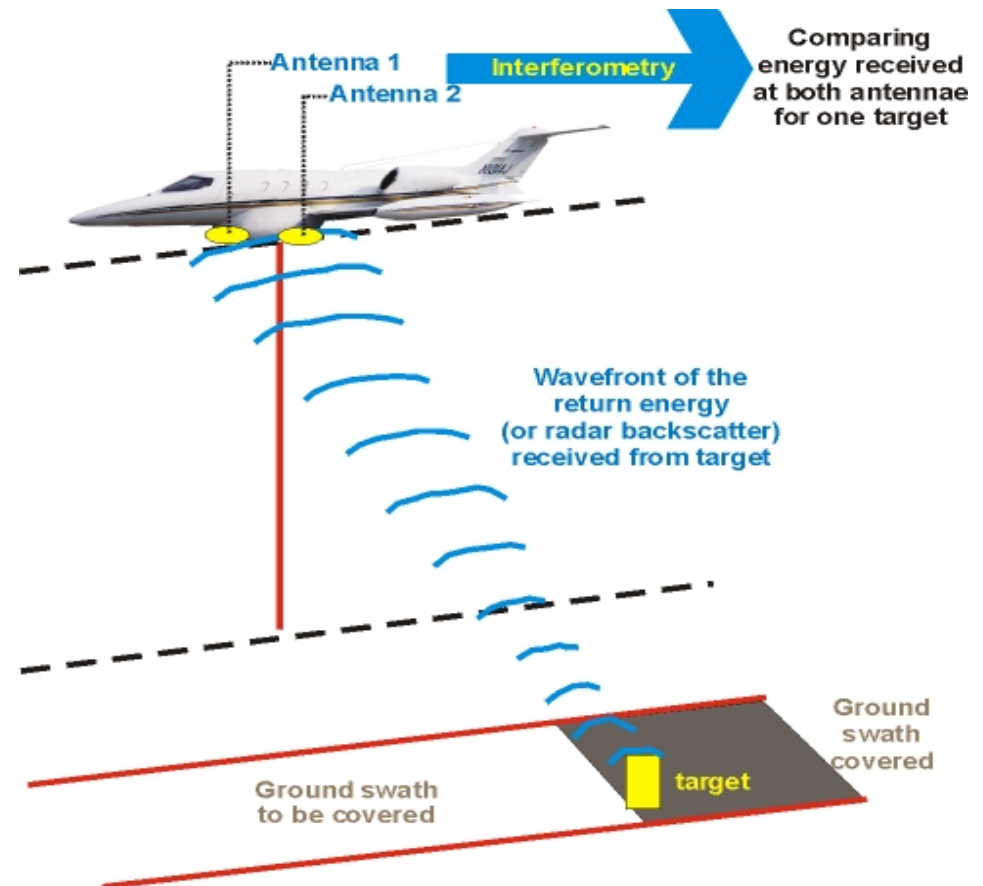 Antenna 1
Antenna 2
Interferometry
Comparing
energy received
at both antennae
for one target
Wavefront of the
return energy
(or radar backscatter)
received from target
Ground
swath
covered
target
Ground swath
to be covered